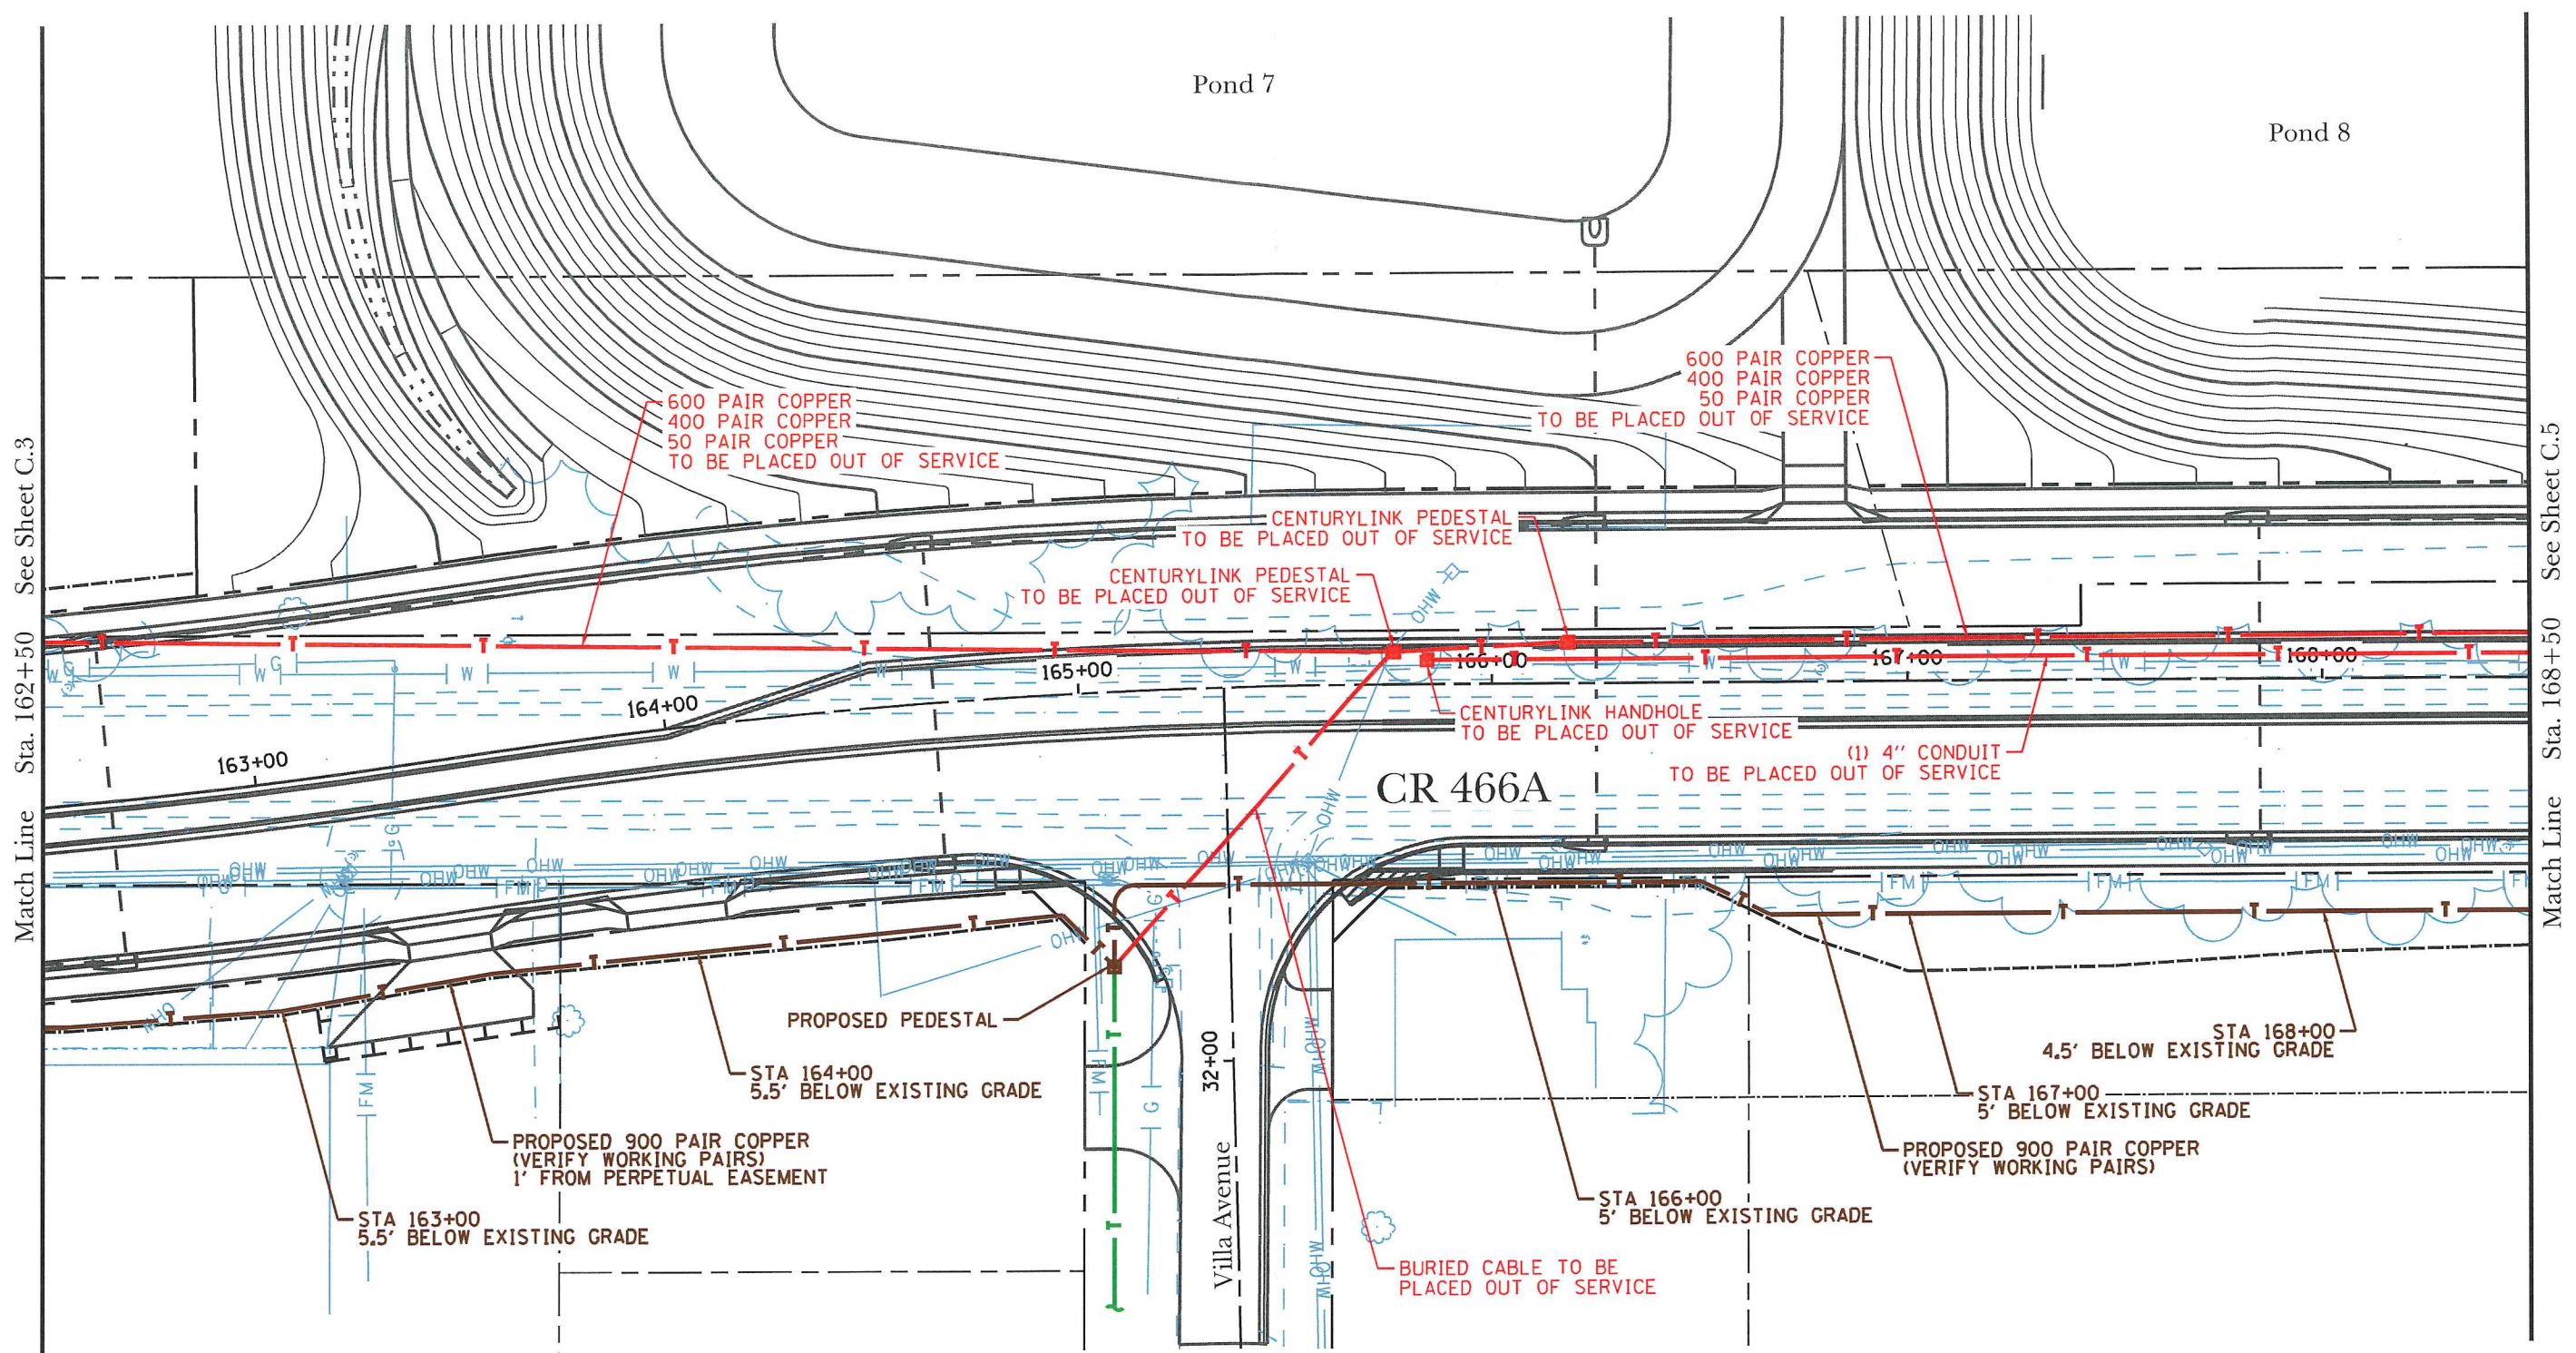 Pond 7
Pond 8
600 PAIR COPPER
400 PAIR COPPER
50 PAIR COPPER
TO BE PLACED OUT OF SERVICE
600 PAIR COPPER
400 PAIR COPPER
50 PAIR COPPER
TO BE PLACED OUT OF SERVICE
CENTURYLINK PEDESTAL
TO BE PLACED OUT OF SERVICE
CENTURYLINK PEDESTAL
TO BE PLACED OUT OF SERVICE
OHW
Match Line Sta. 162+50 See Sheet C.3
Match Line Sta. 168+50 See Sheet C.5
163+00
164+00
165+00
166+00
167+00
168+00
CENTURYLINK HANDHOLE
TO BE PLACED OUT OF SERVICE
(1) 4" CONDUIT
TO BE PLACED OUT OF SERVICE
CR 466A
PROPOSED PEDESTAL
STA 164+00
5.5' BELOW EXISTING GRADE
PROPOSED 900 PAIR COPPER
(VERIFY WORKING PAIRS)
1' FROM PERPETUAL EASEMENT
STA 163+00
5.5' BELOW EXISTING GRADE
32+00
Villa Avenue
STA 168+00
4.5' BELOW EXISTING GRADE
STA 167+00
5' BELOW EXISTING GRADE
PROPOSED 900 PAIR COPPER
(VERIFY WORKING PAIRS)
STA 166+00
5' BELOW EXISTING GRADE
BURIED CABLE TO BE
PLACED OUT OF SERVICE